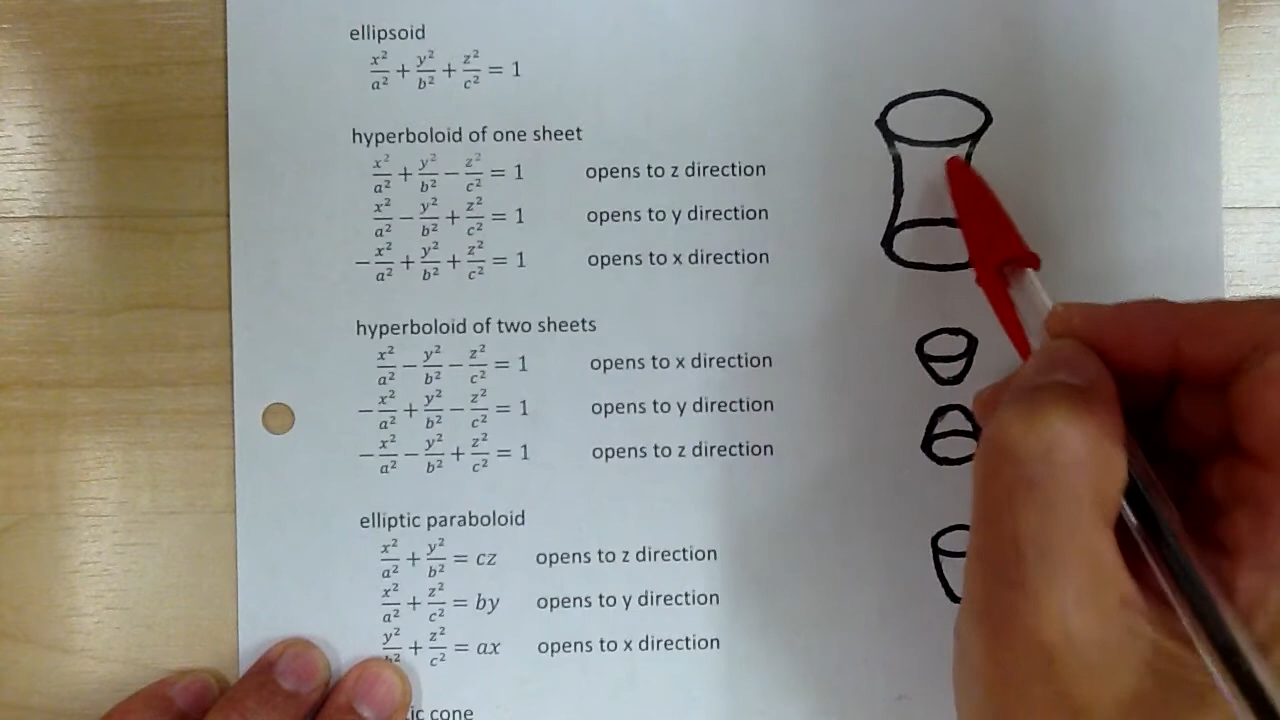 ellipsoid
x²/a² + y²/b² + z²/c² = 1
hyperboloid of one sheet
x²/a² + y²/b² − z²/c² = 1 opens to z direction
x²/a² − y²/b² + z²/c² = 1 opens to y direction
−x²/a² + y²/b² + z²/c² = 1 opens to x direction
hyperboloid of two sheets
x²/a² − y²/b² − z²/c² = 1 opens to x direction
−x²/a² + y²/b² − z²/c² = 1 opens to y direction
−x²/a² − y²/b² + z²/c² = 1 opens to z direction
elliptic paraboloid
x²/a² + y²/b² = cz opens to z direction
x²/a² + z²/c² = by opens to y direction
y²/b² + z²/c² = ax opens to x direction
cone